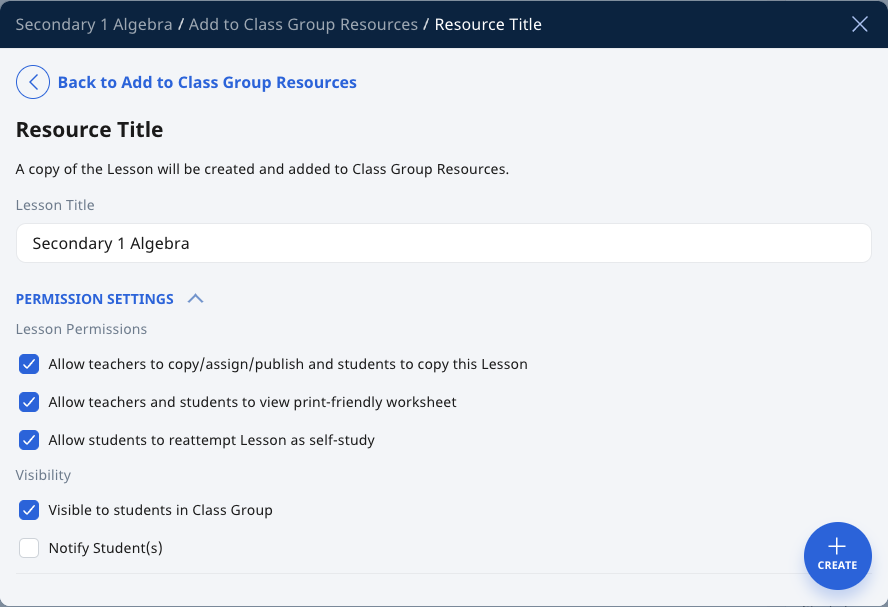 Secondary 1 Algebra / Add to Class Group Resources / Resource Title
Back to Add to Class Group Resources
Resource Title
A copy of the Lesson will be created and added to Class Group Resources.
Lesson Title
Secondary 1 Algebra
PERMISSION SETTINGS
Lesson Permissions
Allow teachers to copy/assign/publish and students to copy this Lesson
Allow teachers and students to view print-friendly worksheet
Allow students to reattempt Lesson as self-study
Visibility
Visible to students in Class Group
Notify Student(s)
CREATE